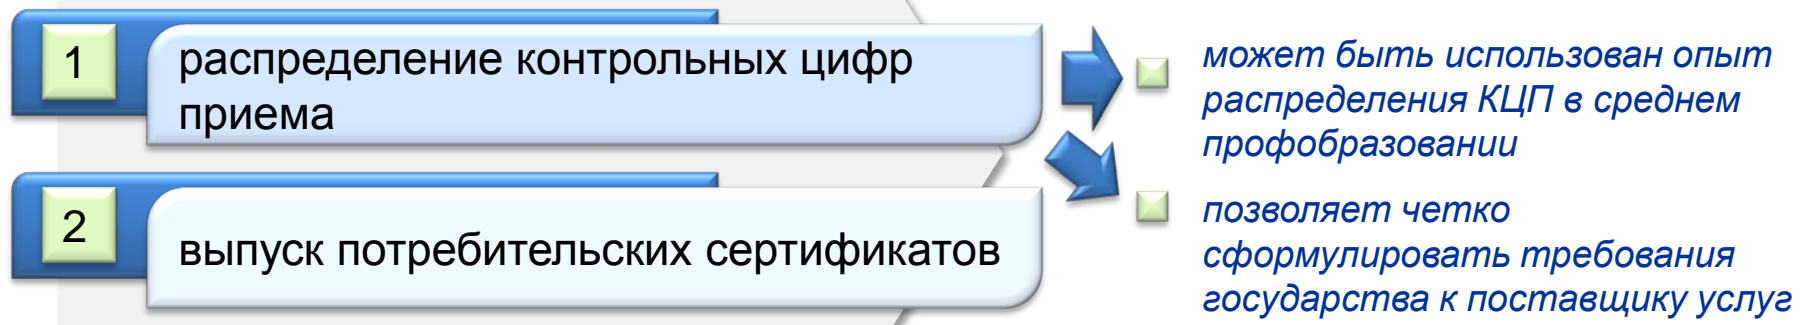 1
распределение контрольных цифр
приема
может быть использован опыт
распределения КЦП в среднем
профобразовании
2
выпуск потребительских сертификатов
позволяет четко
сформулировать требования
государства к поставщику услуг